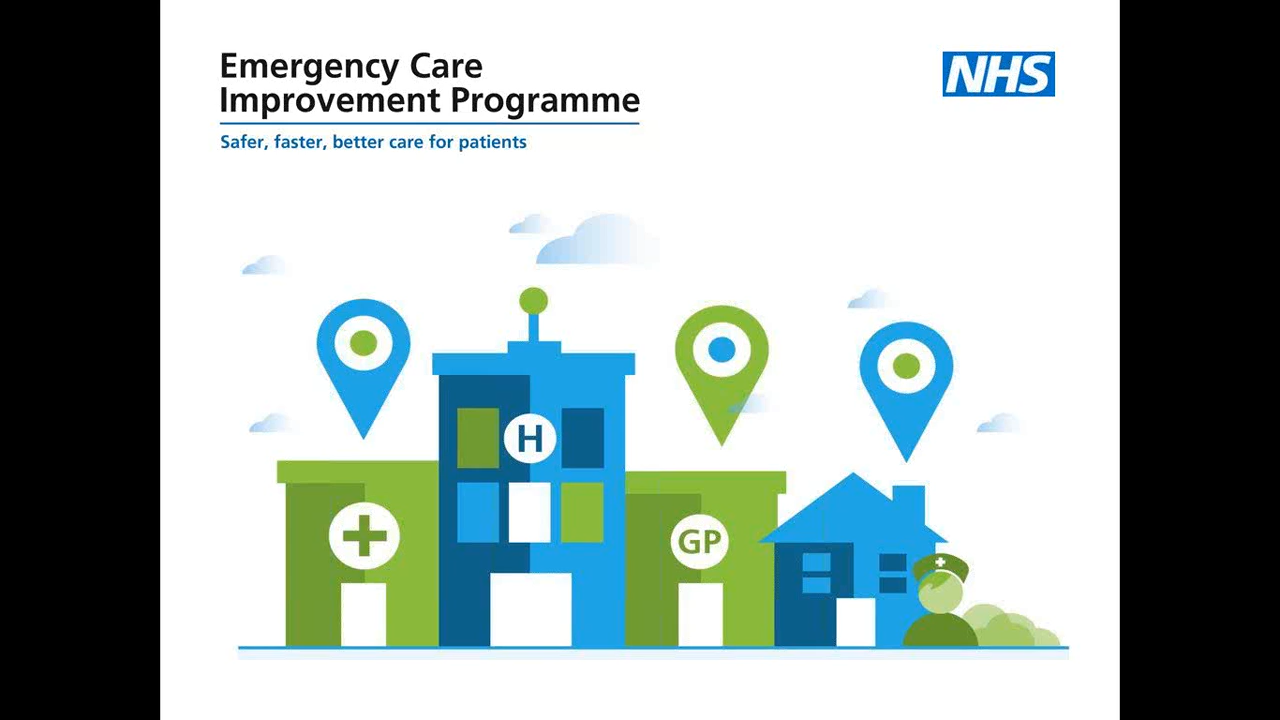 Emergency Care
Improvement Programme
NHS
Safer, faster, better care for patients
H
GP